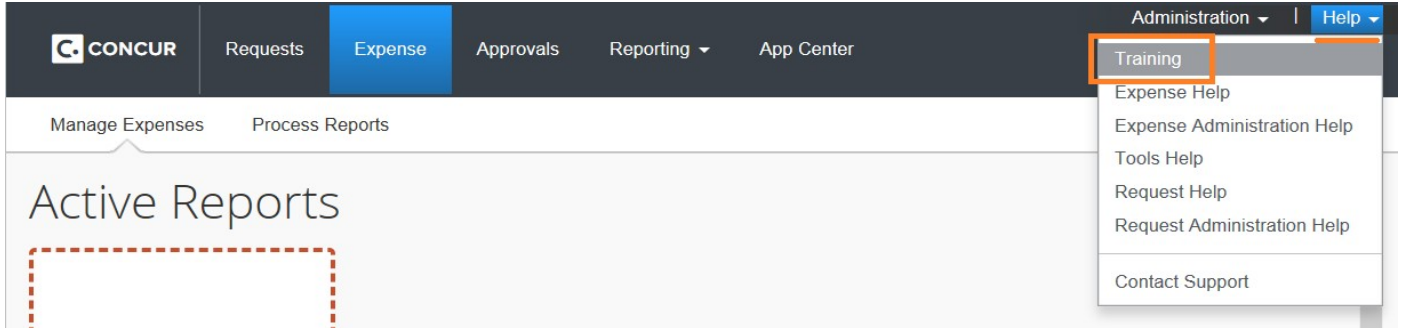 Administration | Help
C. CONCUR Requests Expense Approvals Reporting App Center
Training
Expense Help
Manage Expenses Process Reports
Expense Administration Help
Tools Help
Active Reports
Request Help
Request Administration Help
Contact Support